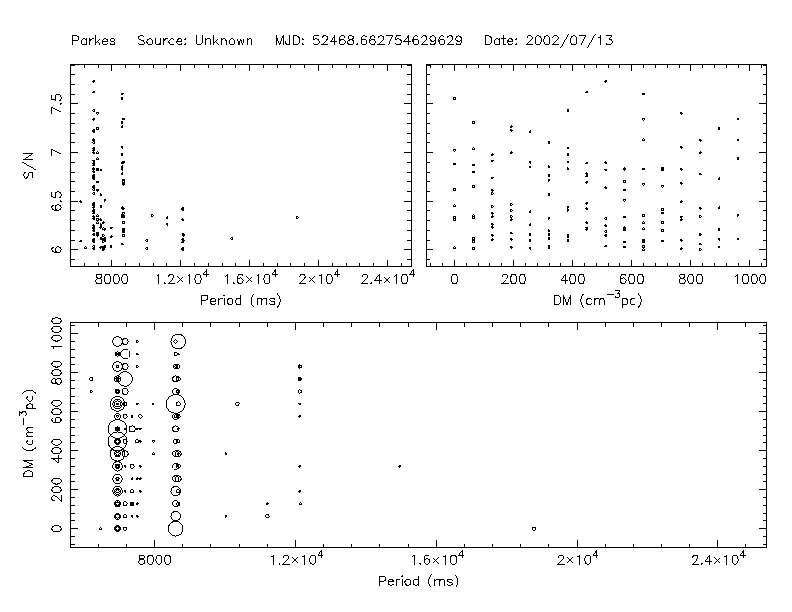 Parkes Source: Unknown MJD: 52468.662754629629 Date: 2002/07/13
S/N
7.5
7
6.5
6
8000 1.2×10⁴ 1.6×10⁴ 2×10⁴ 2.4×10⁴
Period (ms)
0 200 400 600 800 1000
DM (cm⁻³pc)
DM (cm⁻³pc)
1000
800
600
400
200
0
8000 1.2×10⁴ 1.6×10⁴ 2×10⁴ 2.4×10⁴
Period (ms)